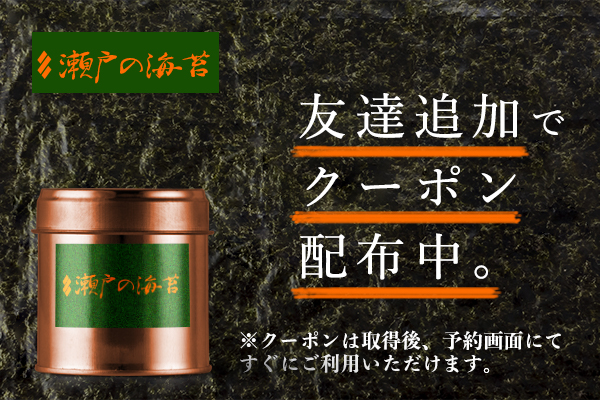 瀬戸の海苔
友達追加で
クーポン
配布中。
瀬戸の海苔
※クーポンは取得後、予約画面にて
すぐにご利用いただけます。